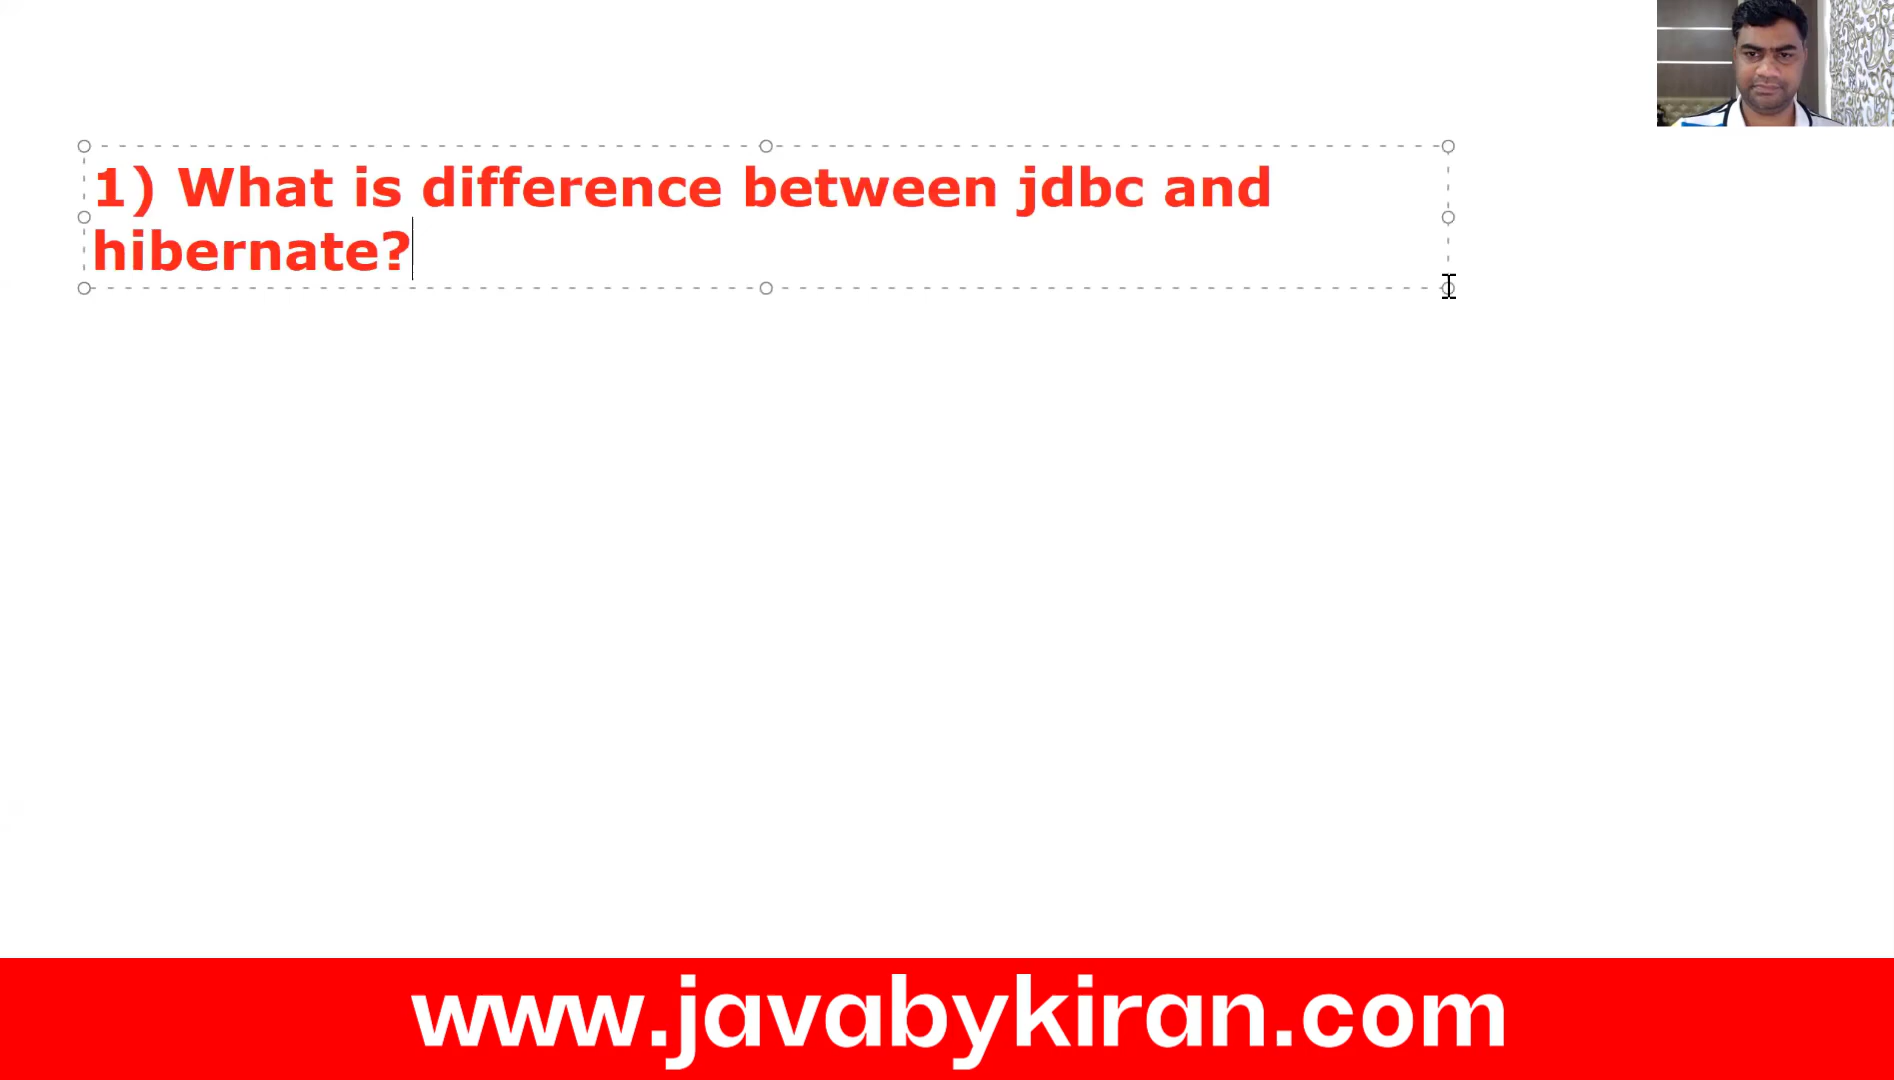 1) What is difference between jdbc and
hibernate?
www.javabykiran.com